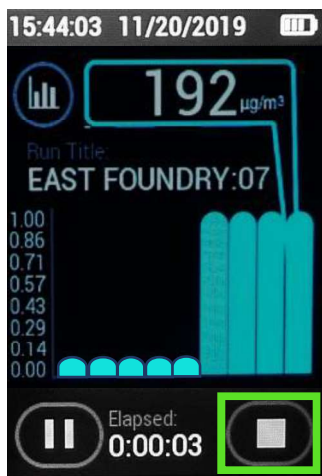 15:44:03 11/20/2019
192 µg/m³
Run Title:
EAST FOUNDRY:07
1.00
0.86
0.71
0.57
0.43
0.29
0.14
0.00
Elapsed:
0:00:03